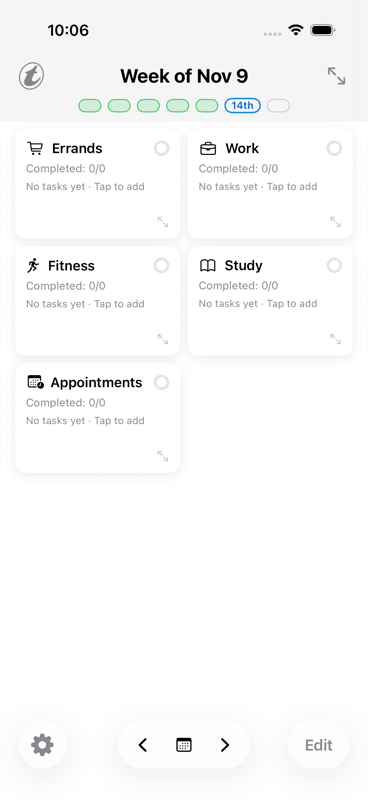 10:06
t
Week of Nov 9
14th
Errands
Completed: 0/0
No tasks yet · Tap to add
Work
Completed: 0/0
No tasks yet · Tap to add
Fitness
Completed: 0/0
No tasks yet · Tap to add
Study
Completed: 0/0
No tasks yet · Tap to add
Appointments
Completed: 0/0
No tasks yet · Tap to add
Edit